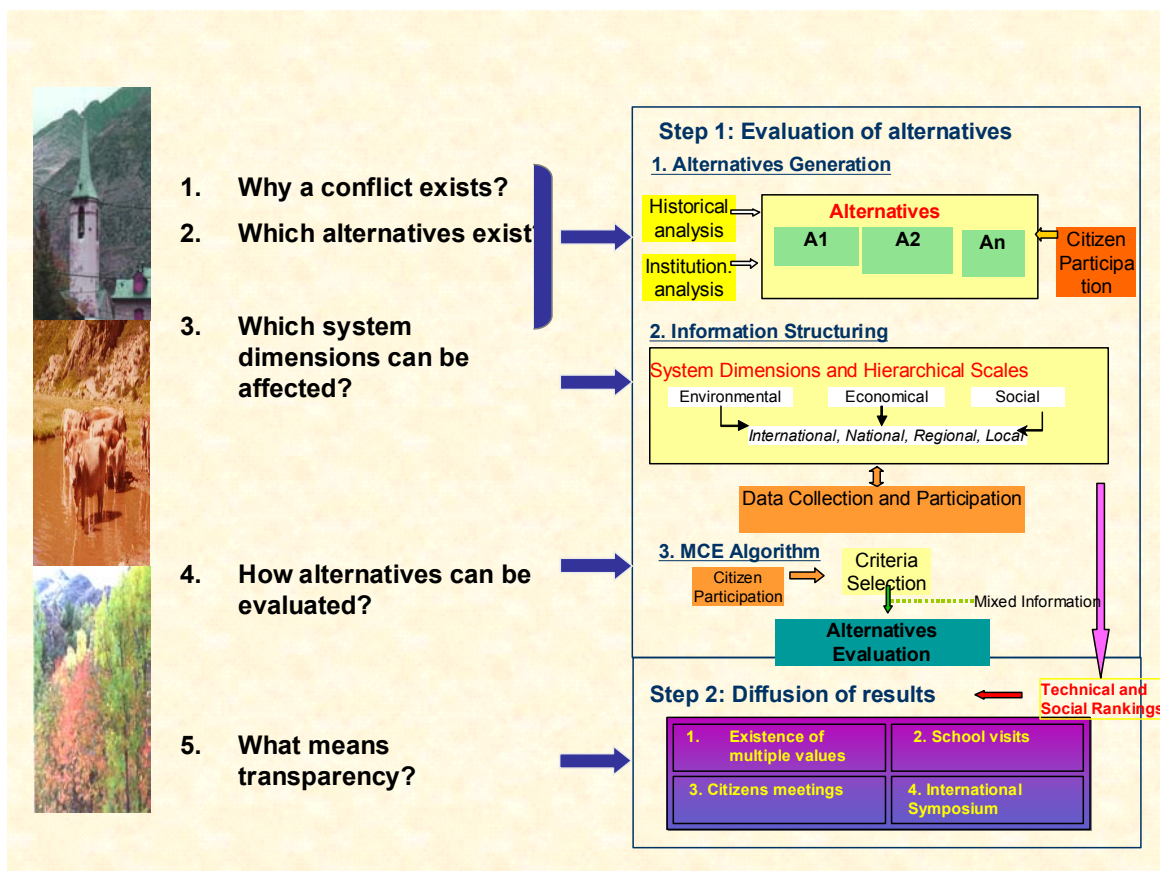 1. Why a conflict exists?
2. Which alternatives exist?
3. Which system
dimensions can be
affected?
4. How alternatives can be
evaluated?
5. What means
transparency?
Step 1: Evaluation of alternatives
1. Alternatives Generation
Historical
analysis
Institution.
analysis
Alternatives
A1 A2 An
Citizen
Participa
tion
2. Information Structuring
System Dimensions and Hierarchical Scales
Environmental Economical Social
International, National, Regional, Local
Data Collection and Participation
3. MCE Algorithm
Citizen
Participation
Criteria
Selection
Mixed Information
Alternatives
Evaluation
Step 2: Diffusion of results
Technical and
Social Rankings
1. Existence of
multiple values
2. School visits
3. Citizens meetings
4. International
Symposium